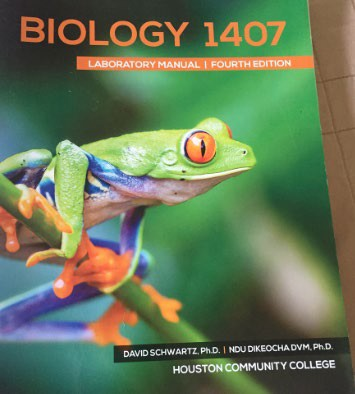 BIOLOGY 1407
LABORATORY MANUAL | FOURTH EDITION
DAVID SCHWARTZ, Ph.D. | NDU DIKEOCHA DVM, Ph.D.
HOUSTON COMMUNITY COLLEGE